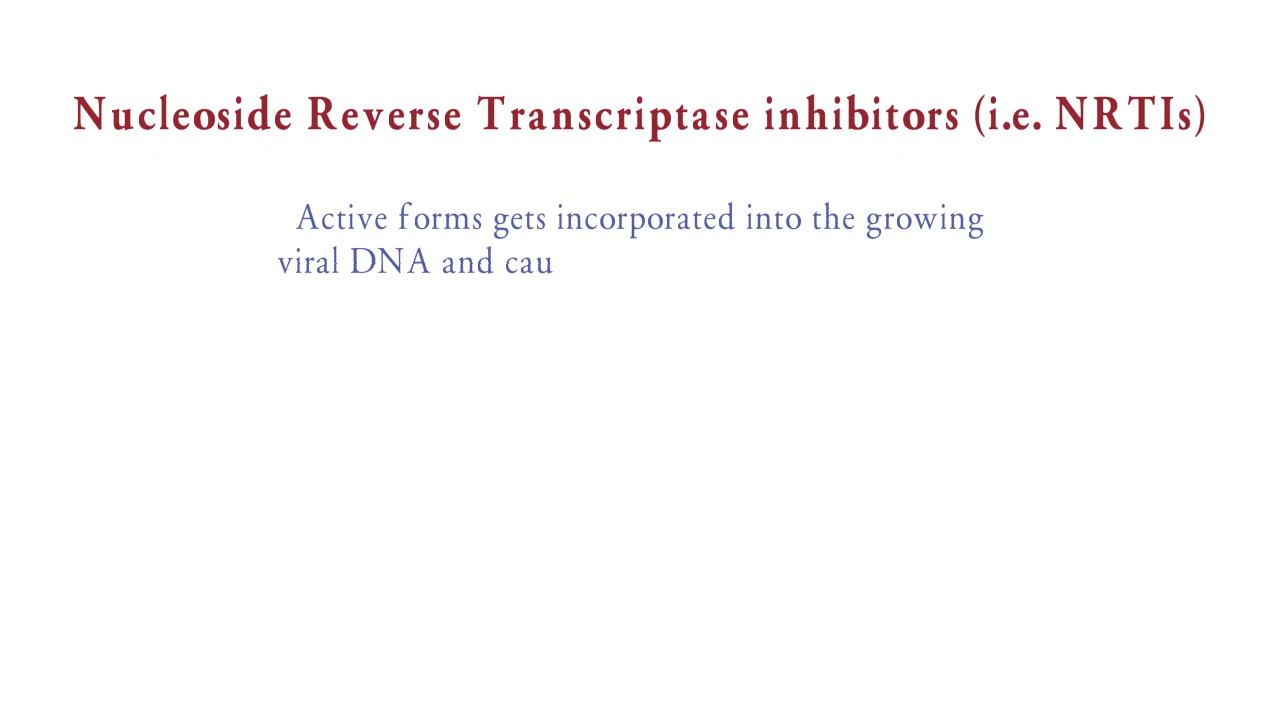 Nucleoside Reverse Transcriptase inhibitors (i.e. NRTIs)
Active forms gets incorporated into the growing
viral DNA and cau